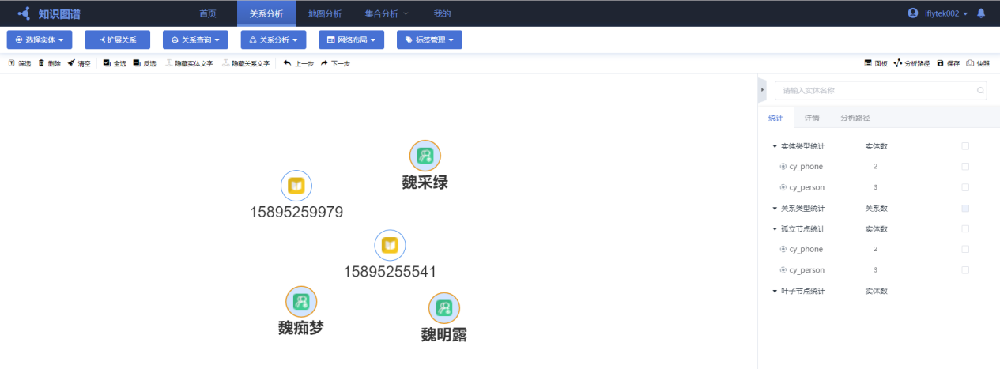 知识图谱 首页 关系分析 地图分析 集合分析 我的 iflytek002
选择实体 扩展关系 关系查询 关系分析 网络布局 标签管理
筛选 删除 清空 全选 反选 隐藏实体文字 隐藏关系文字 上一步 下一步 面板 分析路径 保存 快照
请输入实体名称
统计 详情 分析路径
实体类型统计 实体数
cy_phone 2
cy_person 3
关系类型统计 关系数
孤立节点统计 实体数
cy_phone 2
cy_person 3
叶子节点统计 实体数
魏采绿
15895259979
15895255541
魏痴梦
魏明露